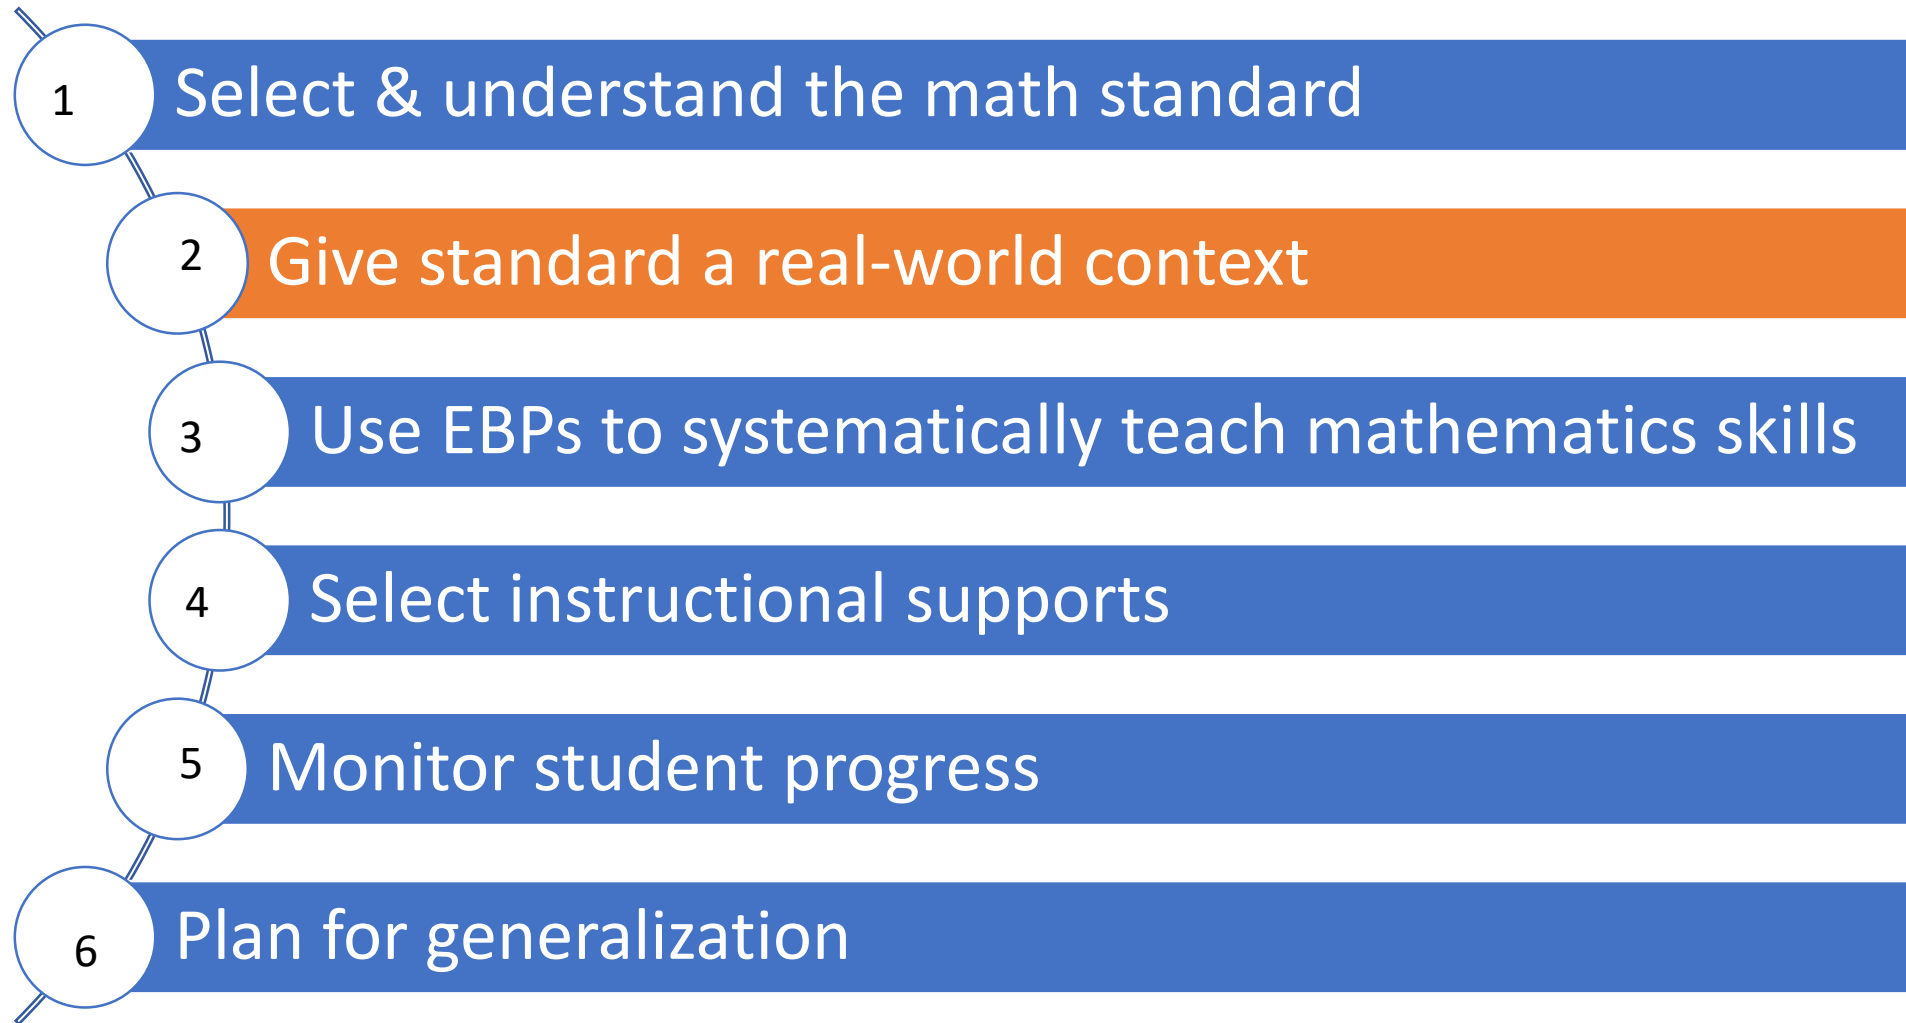 1 Select & understand the math standard
2 Give standard a real-world context
3 Use EBPs to systematically teach mathematics skills
4 Select instructional supports
5 Monitor student progress
6 Plan for generalization